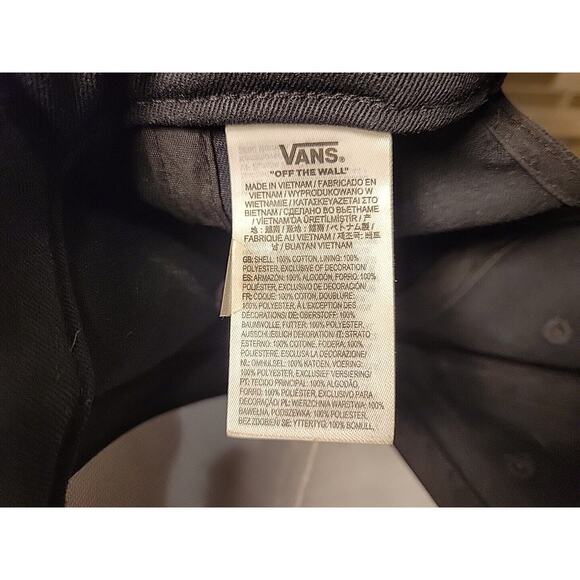 VANS®
"OFF THE WALL"
MADE IN VIETNAM / FABRICADO EN
VIETNAM / WYPRODUKOWANO W
WIETNAMIE / ΚΑΤΑΣΚΕΥΑΖΕΤΑΙ ΣΤΟ
ΒΙΕΤΝΑΜ / СДЕЛАНО ВО ВЬЕТНАМЕ
/ VIETNAM'DA ÜRETİLMİŞTİR / 产
地：越南 / 產地：越南 / ベトナム製 /
FABRIQUÉ AU VIETNAM / 제조국: 베트
남 / BUATAN VIETNAM
GB: SHELL: 100% COTTON, LINING: 100%
POLYESTER, EXCLUSIVE OF DECORATION/
ES: ARMAZÓN: 100% ALGODÓN, FORRO: 100%
POLIÉSTER, EXCLUSIVO DE DECORACIÓN/
FR: COQUE: 100% COTON, DOUBLURE:
100% POLYESTER, À L'EXCEPTION DES
DÉCORATIONS/ DE: OBERSTOFF: 100%
BAUMWOLLE, FUTTER: 100% POLYESTER,
AUSSCHLIESSLICH DEKORATION/ IT: STRATO
ESTERNO: 100% COTONE, FODERA: 100%
POLIESTERE, ESCLUSA LA DECORAZIONE/
NL: OMHULSEL: 100% KATOEN, VOERING:
100% POLYESTER, EXCLUSIEF VERSIERING/
PT: TECIDO PRINCIPAL: 100% ALGODÃO,
FORRO: 100% POLIÉSTER, EXCLUSIVO PARA
DECORAÇÃO/ PL: WIERZCHNIA WARSTWA: 100%
BAWEŁNA, PODSZEWKA: 100% POLIESTER,
BEZ ZDOBIEŃ/ SE: YTTERTYG: 100% BOMULL,